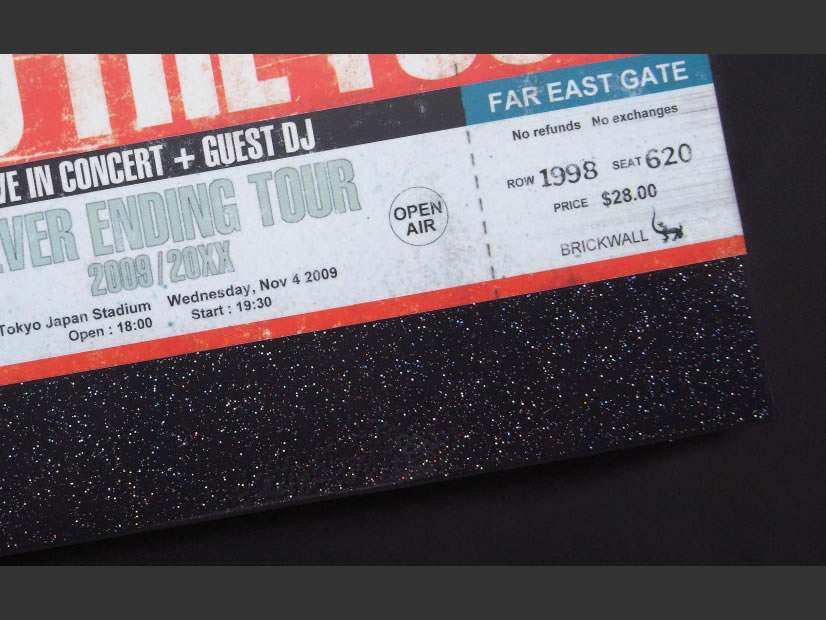 FAR EAST GATE
VE IN CONCERT + GUEST DJ
No refunds No exchanges
EVER ENDING TOUR
2009/20XX
OPEN
AIR
ROW 1998 SEAT 620
PRICE $28.00
BRICKWALL
Tokyo Japan Stadium Wednesday, Nov 4 2009
Open : 18:00 Start : 19:30